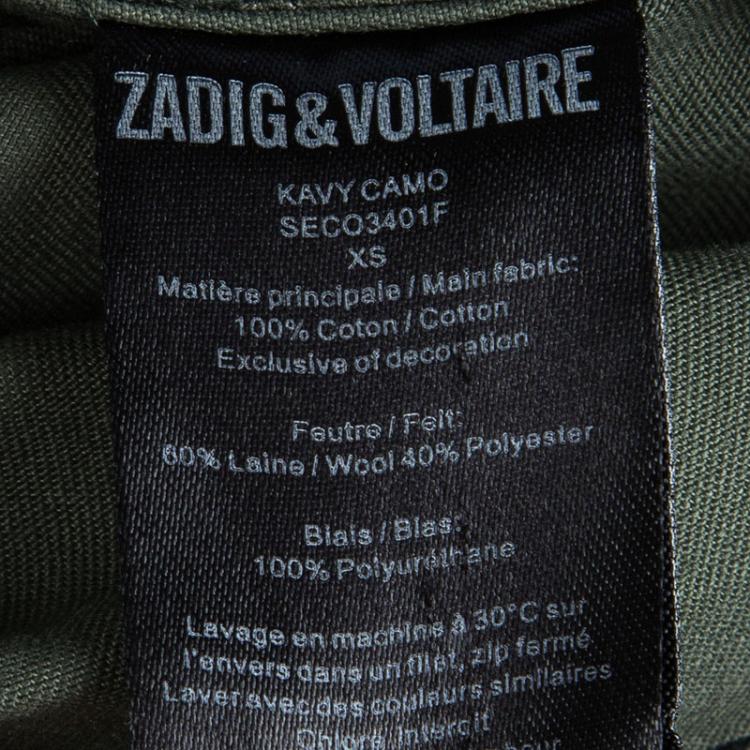 ZADIG&VOLTAIRE
KAVY CAMO
SECO3401F
XS
Matière principale / Main fabric:
100% Coton / Cotton
Exclusive of decoration
Feutre / Felt:
60% Laine / Wool 40% Polyester
Biais / Bias:
100% Polyuréthane
Lavage en machine à 30°C sur
l'envers dans un filet, zip fermé
Laver avec des couleurs similaires
Chlore interdit